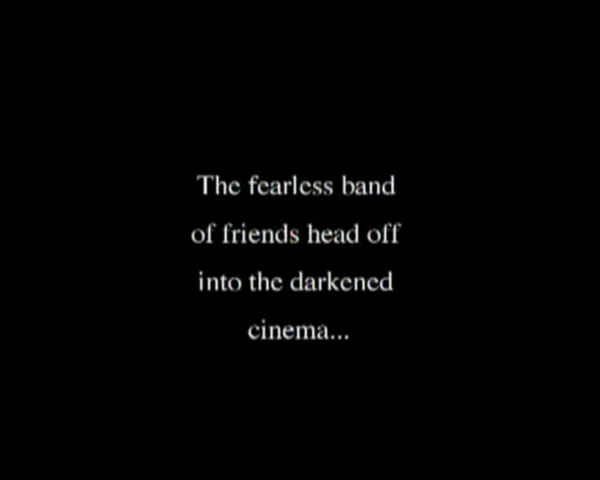 The fearless band
of friends head off
into the darkened
cinema...